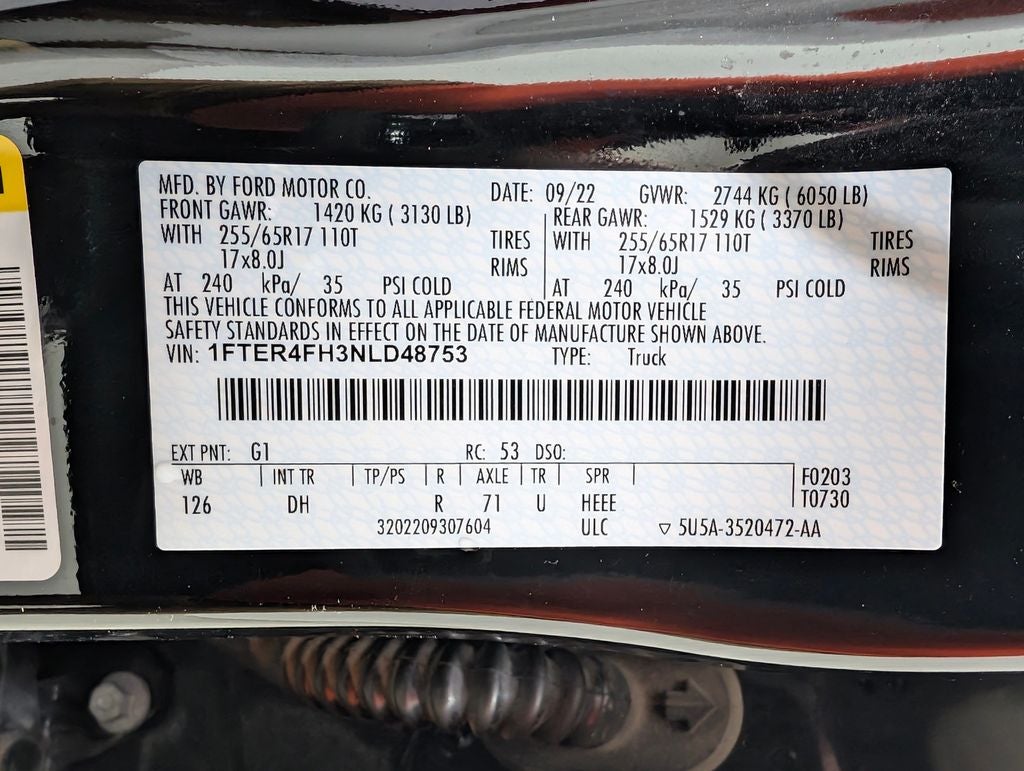 MFD. BY FORD MOTOR CO. DATE: 09/22 GVWR: 2744 KG ( 6050 LB)
FRONT GAWR: 1420 KG ( 3130 LB) REAR GAWR: 1529 KG ( 3370 LB)
WITH 255/65R17 110T TIRES WITH 255/65R17 110T TIRES
17x8.0J RIMS 17x8.0J RIMS
AT 240 kPa/ 35 PSI COLD AT 240 kPa/ 35 PSI COLD
THIS VEHICLE CONFORMS TO ALL APPLICABLE FEDERAL MOTOR VEHICLE
SAFETY STANDARDS IN EFFECT ON THE DATE OF MANUFACTURE SHOWN ABOVE.
VIN: 1FTER4FH3NLD48753 TYPE: Truck
EXT PNT: G1 RC: 53 DSO:
WB INT TR TP/PS R AXLE TR SPR F0203
126 DH R 71 U HEEE T0730
3202209307604 ULC ▽ 5U5A-3520472-AA